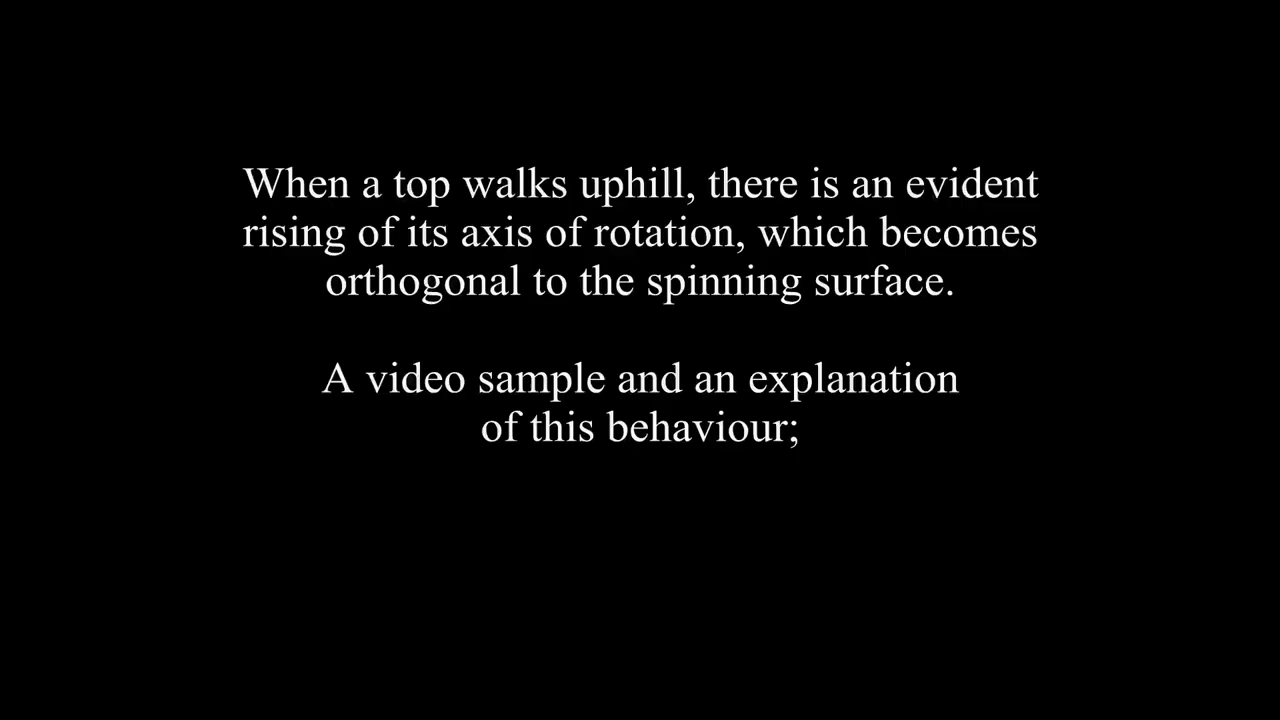 When a top walks uphill, there is an evident
rising of its axis of rotation, which becomes
orthogonal to the spinning surface.
A video sample and an explanation
of this behaviour;